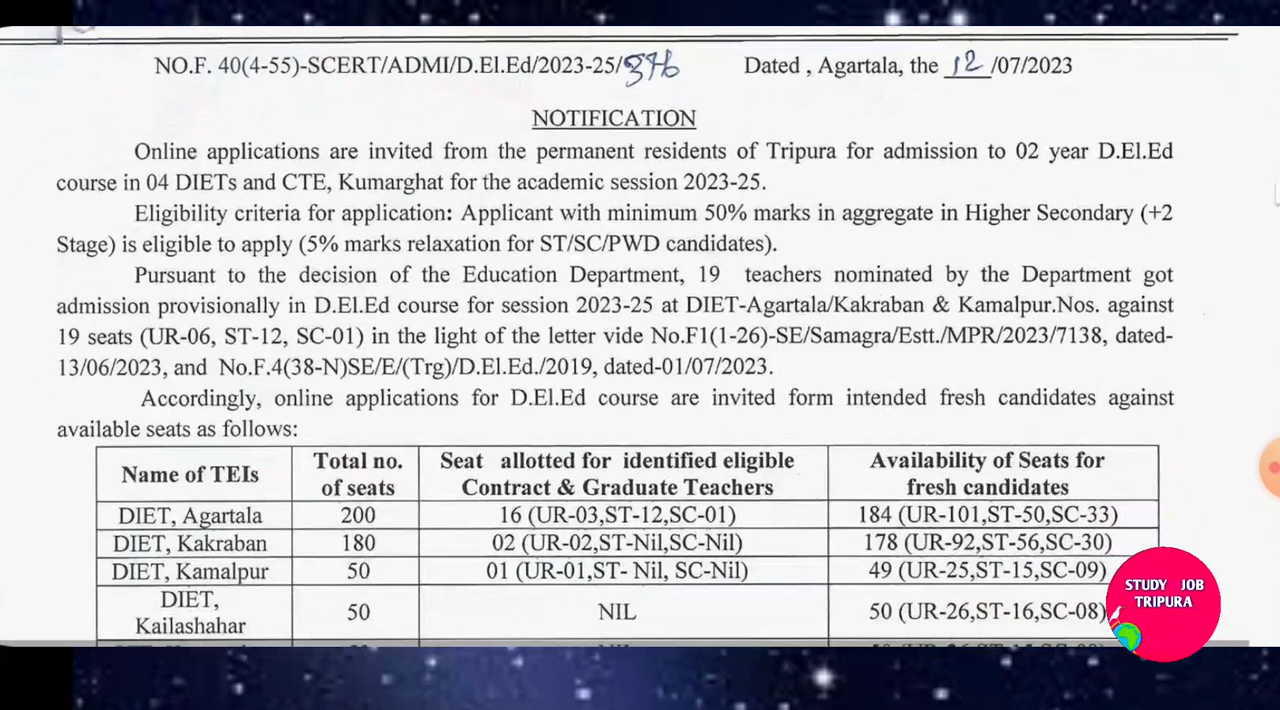 NO.F. 40(4-55)-SCERT/ADMI/D.El.Ed/2023-25/376 Dated , Agartala, the 12/07/2023
NOTIFICATION
Online applications are invited from the permanent residents of Tripura for admission to 02 year D.El.Ed
course in 04 DIETs and CTE, Kumarghat for the academic session 2023-25.
Eligibility criteria for application: Applicant with minimum 50% marks in aggregate in Higher Secondary (+2
Stage) is eligible to apply (5% marks relaxation for ST/SC/PWD candidates).
Pursuant to the decision of the Education Department, 19 teachers nominated by the Department got
admission provisionally in D.El.Ed course for session 2023-25 at DIET-Agartala/Kakraban & Kamalpur.Nos. against
19 seats (UR-06, ST-12, SC-01) in the light of the letter vide No.F1(1-26)-SE/Samagra/Estt./MPR/2023/7138, dated-
13/06/2023, and No.F.4(38-N)SE/E/(Trg)/D.El.Ed./2019, dated-01/07/2023.
Accordingly, online applications for D.El.Ed course are invited form intended fresh candidates against
available seats as follows:
Name of TEIs Total no. of seats Seat allotted for identified eligible Contract & Graduate Teachers Availability of Seats for fresh candidates
DIET, Agartala 200 16 (UR-03,ST-12,SC-01) 184 (UR-101,ST-50,SC-33)
DIET, Kakraban 180 02 (UR-02,ST-Nil,SC-Nil) 178 (UR-92,ST-56,SC-30)
DIET, Kamalpur 50 01 (UR-01,ST- Nil, SC-Nil) 49 (UR-25,ST-15,SC-09)
DIET, Kailashahar 50 NIL 50 (UR-26,ST-16,SC-08)
STUDY JOB
TRIPURA